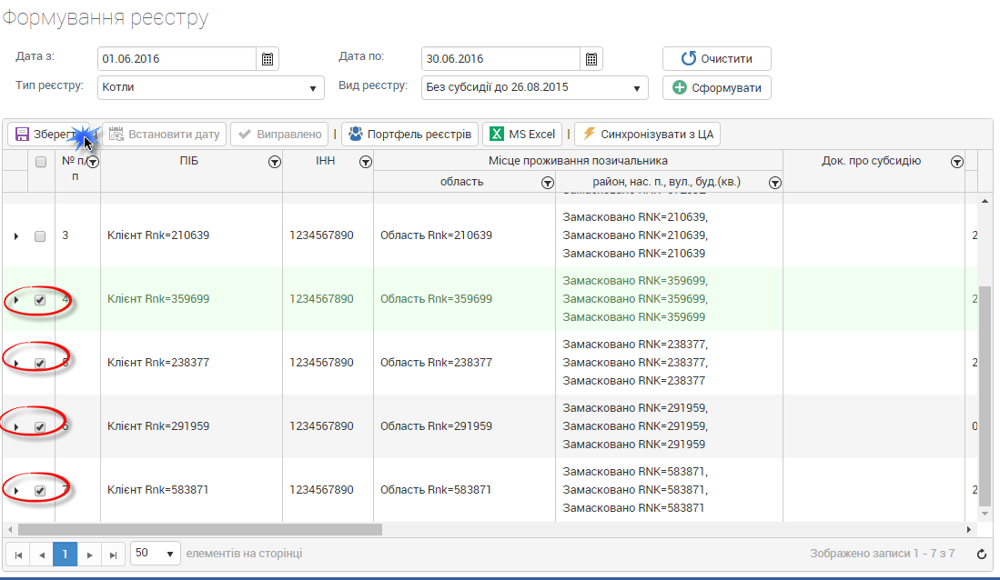 Формування реєстру
Дата з: 01.06.2016 Дата по: 30.06.2016 Очистити
Тип реєстру: Котли Вид реєстру: Без субсидії до 26.08.2015 Сформувати
Встановити дату Виправлено Портфель реєстрів MS Excel Синхронізувати з ЦА
№ п/п ПІБ ІНН Місце проживання позичальника Док. про субсидію
область район, нас. п., вул., буд.(кв.)
Замасковано RNK=210639,
3 Клієнт Rnk=210639 1234567890 Область Rnk=210639 Замасковано RNK=210639, 2
Замасковано RNK=210639
Замасковано RNK=359699,
4 Клієнт Rnk=359699 1234567890 Область Rnk=359699 Замасковано RNK=359699, 2
Замасковано RNK=359699
Замасковано RNK=238377,
5 Клієнт Rnk=238377 1234567890 Область Rnk=238377 Замасковано RNK=238377, 2
Замасковано RNK=238377
Замасковано RNK=291959,
6 Клієнт Rnk=291959 1234567890 Область Rnk=291959 Замасковано RNK=291959, 0
Замасковано RNK=291959
Замасковано RNK=583871,
7 Клієнт Rnk=583871 1234567890 Область Rnk=583871 Замасковано RNK=583871, 2
Замасковано RNK=583871
1 50 елементів на сторінці Зображено записи 1 - 7 з 7